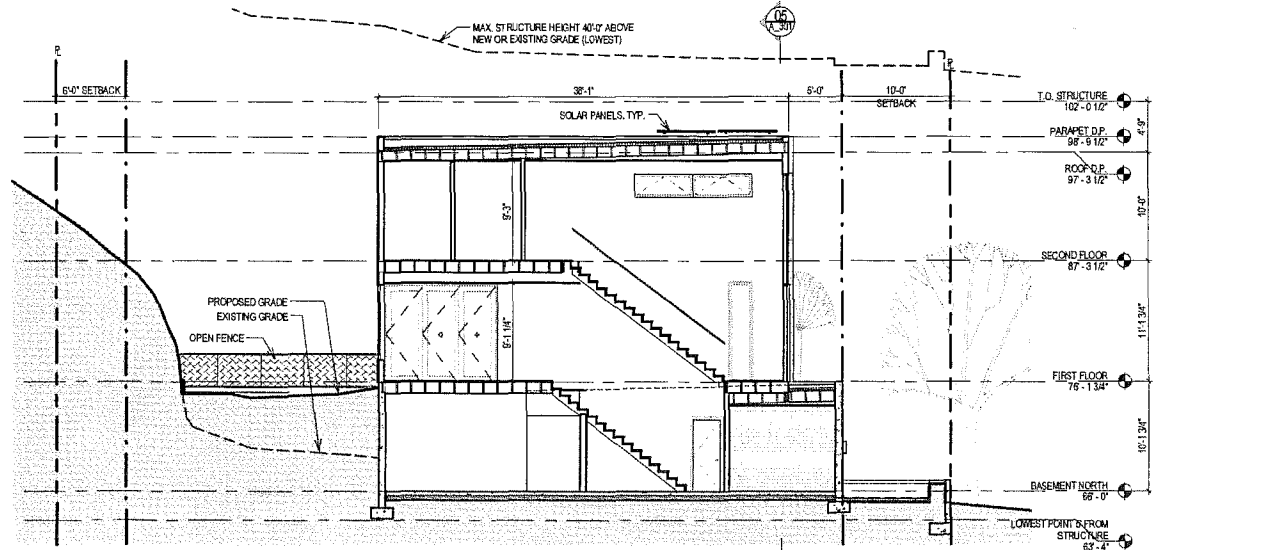 05
A_301
MAX. STRUCTURE HEIGHT 40'-0" ABOVE
NEW OR EXISTING GRADE (LOWEST)
PL
PL
6'-0" SETBACK
38'-1"
5'-0"
10'-0"
SETBACK
T.O. STRUCTURE
102' - 0 1/2"
SOLAR PANELS, TYP.
4'-9"
PARAPET D.P.
98' - 9 1/2"
ROOF D.P.
97' - 3 1/2"
9'-3"
10'-0"
SECOND FLOOR
87' - 3 1/2"
PROPOSED GRADE
EXISTING GRADE
OPEN FENCE
9'-1 1/4"
11'-1 3/4"
FIRST FLOOR
76' - 1 3/4"
10'-1 3/4"
BASEMENT NORTH
66' - 0"
LOWEST POINT 5' FROM
STRUCTURE
63' - 4"